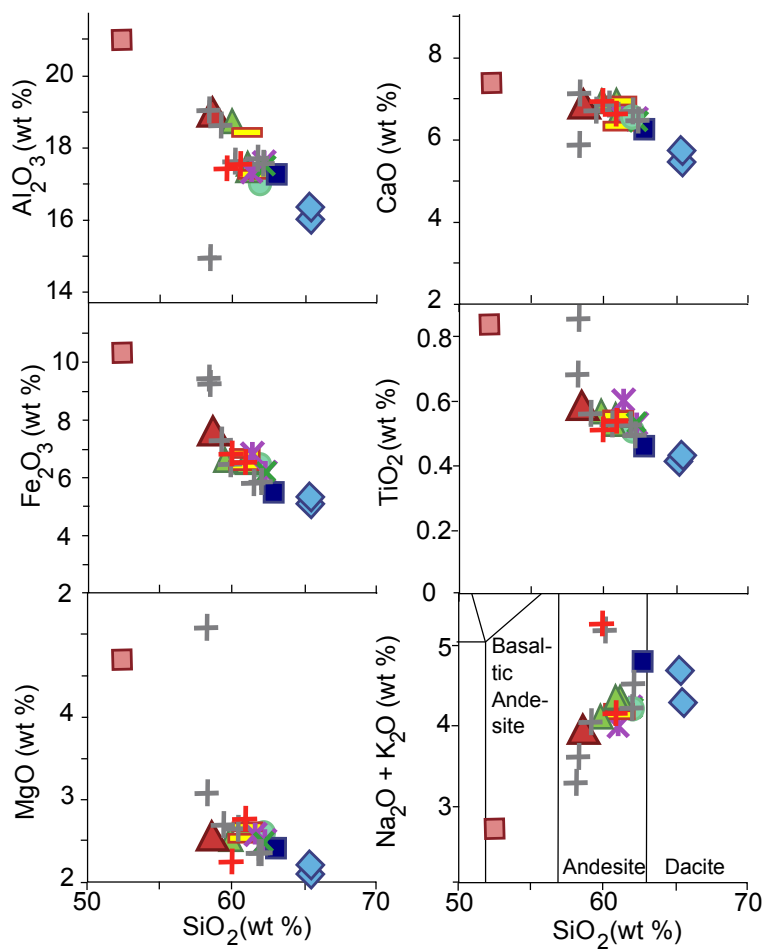 Al2O3 (wt %)
20
18
16
14
CaO (wt %)
8
6
4
2
Fe2O3 (wt %)
10
8
6
4
2
TiO2 (wt %)
0.8
0.6
0.4
0.2
0
MgO (wt %)
2
4
3
2
50
60
70
SiO2(wt %)
Na2O + K2O (wt %)
5
4
3
Basal-
tic
Ande-
site
Andesite
Dacite
50
60
70
SiO2(wt %)